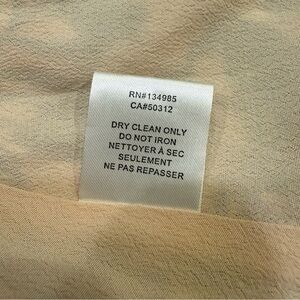 RN#134985
CA#50312
DRY CLEAN ONLY
DO NOT IRON
NETTOYER À SEC
SEULEMENT
NE PAS REPASSER